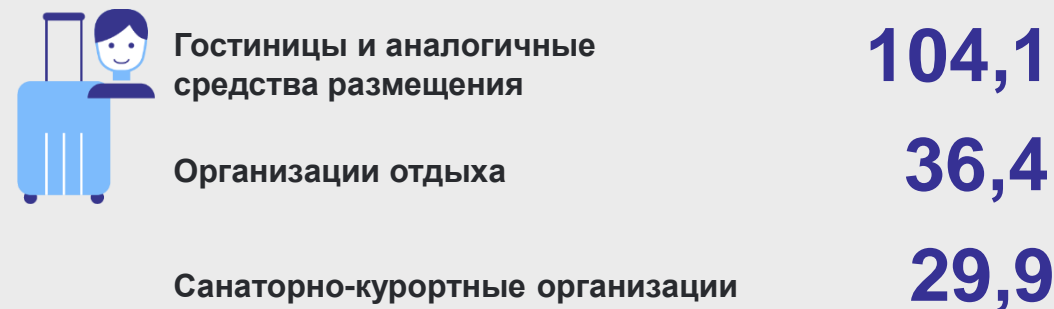 Гостиницы и аналогичные
средства размещения
104,1
Организации отдыха
36,4
Санаторно-курортные организации
29,9